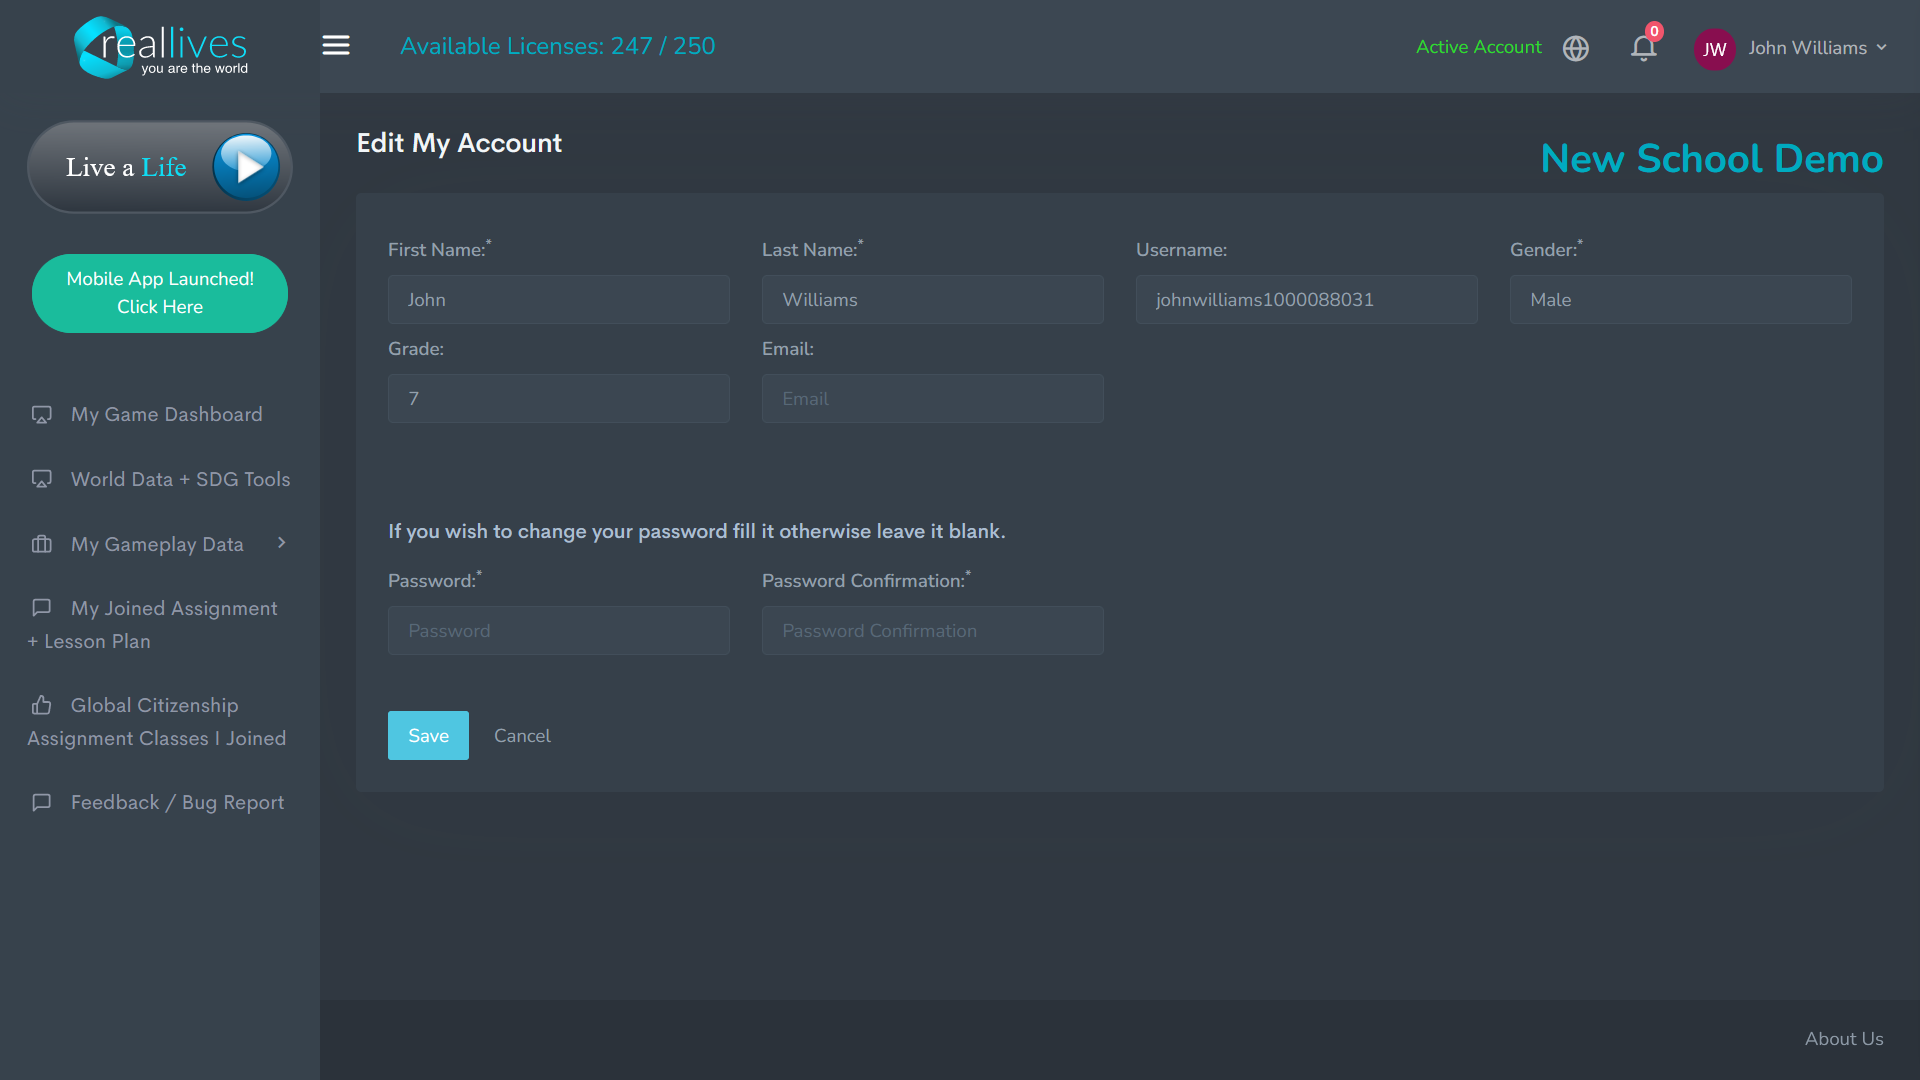 reallives
you are the world
Available Licenses: 247 / 250
Active Account
0
JW
John Williams
Live a Life
Mobile App Launched!
Click Here
My Game Dashboard
World Data + SDG Tools
My Gameplay Data
My Joined Assignment
+ Lesson Plan
Global Citizenship
Assignment Classes I Joined
Feedback / Bug Report
Edit My Account
New School Demo
First Name:*
Last Name:*
Username:
Gender:*
John
Williams
johnwilliams1000088031
Male
Grade:
Email:
7
Email
If you wish to change your password fill it otherwise leave it blank.
Password:*
Password Confirmation:*
Password
Password Confirmation
Save
Cancel
About Us